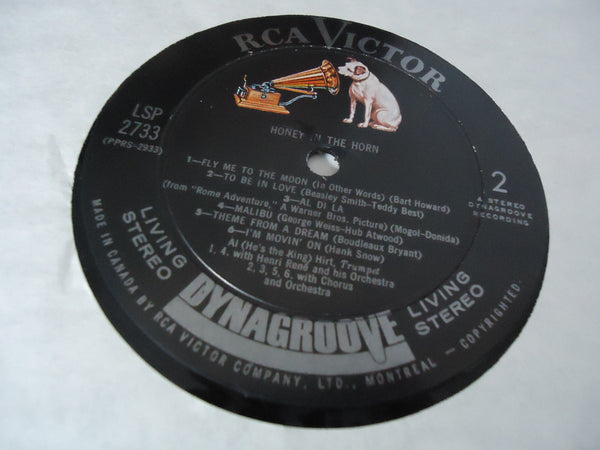 RCA VICTOR
HONEY IN THE HORN
LSP
2733
(PPRS-2933)
2
A STEREO
DYNAGROOVE
RECORDING
1—FLY ME TO THE MOON (In Other Words) (Bart Howard)
2—TO BE IN LOVE (Beasley Smith-Teddy Best)
3—AL DI LA
(from "Rome Adventure," A Warner Bros. Picture) (Mogol-Donida)
4—MALIBU (George Weiss-Hub Atwood)
5—THEME FROM A DREAM (Boudleaux Bryant)
6—I'M MOVIN' ON (Hank Snow)
Al (He's the King) Hirt, Trumpet
1, 4, with Henri René and his Orchestra
2, 3, 5, 6, with Chorus
and Orchestra
LIVING
STEREO
DYNAGROOVE
LIVING
STEREO
MADE IN CANADA BY RCA VICTOR COMPANY, LTD., MONTREAL — COPYRIGHTED.